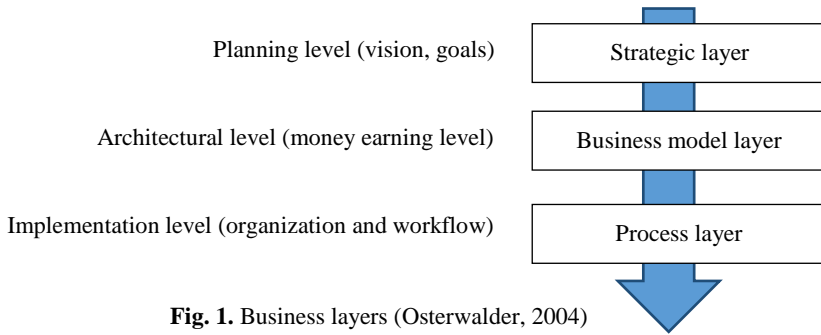 Planning level (vision, goals)
Strategic layer
Architectural level (money earning level)
Business model layer
Implementation level (organization and workflow)
Process layer
Fig. 1. Business layers (Osterwalder, 2004)